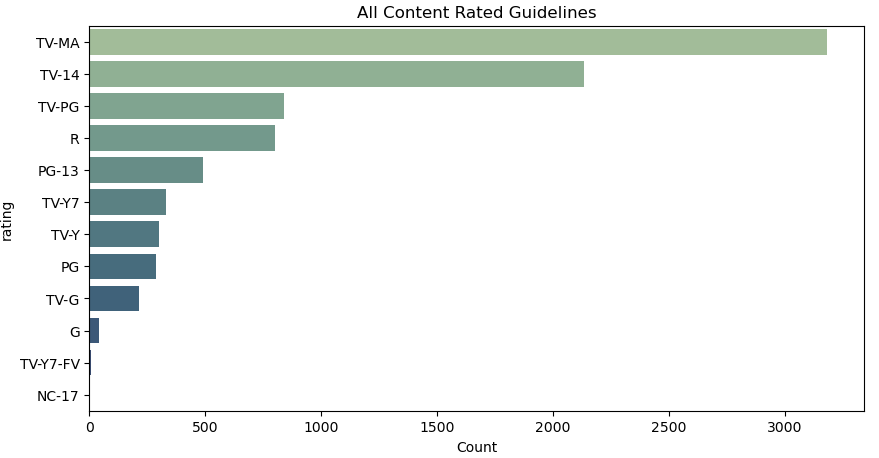 All Content Rated Guidelines
TV-MA
TV-14
TV-PG
R
PG-13
TV-Y7
TV-Y
PG
TV-G
G
TV-Y7-FV
NC-17
rating
0 500 1000 1500 2000 2500 3000
Count